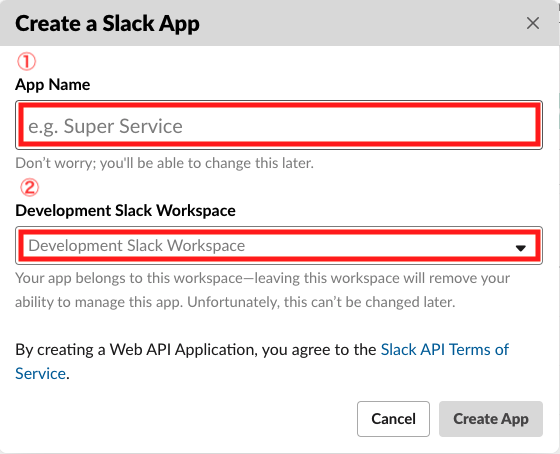 Create a Slack App
①
App Name
e.g. Super Service
Don't worry; you'll be able to change this later.
②
Development Slack Workspace
Development Slack Workspace
Your app belongs to this workspace—leaving this workspace will remove your
ability to manage this app. Unfortunately, this can't be changed later.
By creating a Web API Application, you agree to the Slack API Terms of
Service.
Cancel
Create App